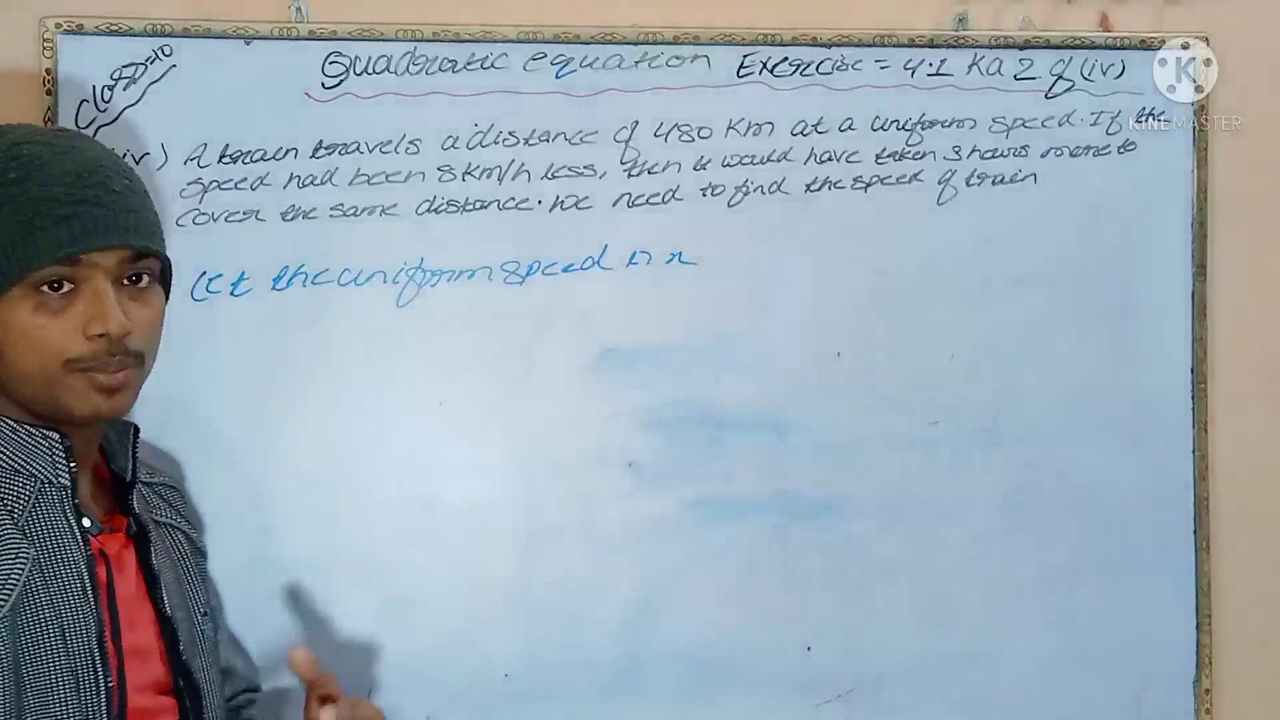 Class=10
Quadratic equation Exercise = 4.1 Ka 2 Q (iv)
K
KINEMASTER
iv) A train travels a distance of 480 Km at a uniform speed. If the
speed had been 8 km/h less, then it would have taken 3 hours more to
cover the same distance. We need to find the speed of train
Let the uniform speed is x